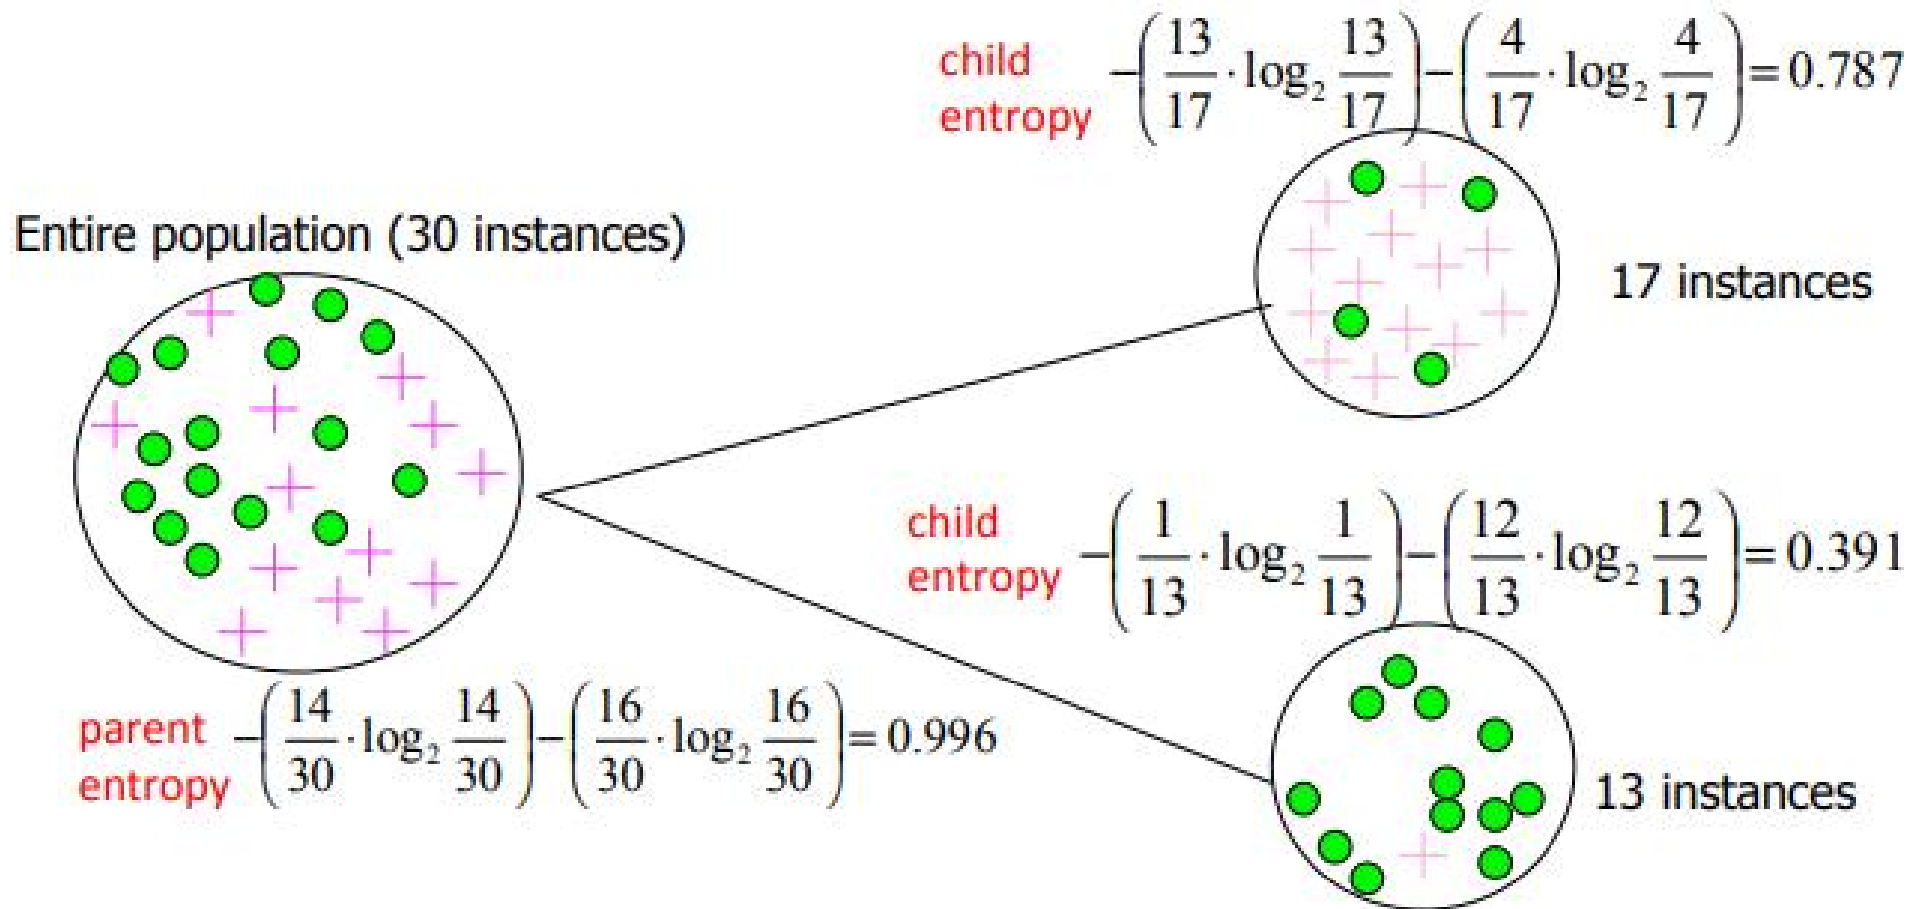 child entropy −(13/17 · log₂ 13/17) − (4/17 · log₂ 4/17) = 0.787
Entire population (30 instances)
17 instances
child entropy −(1/13 · log₂ 1/13) − (12/13 · log₂ 12/13) = 0.391
parent entropy −(14/30 · log₂ 14/30) − (16/30 · log₂ 16/30) = 0.996
13 instances